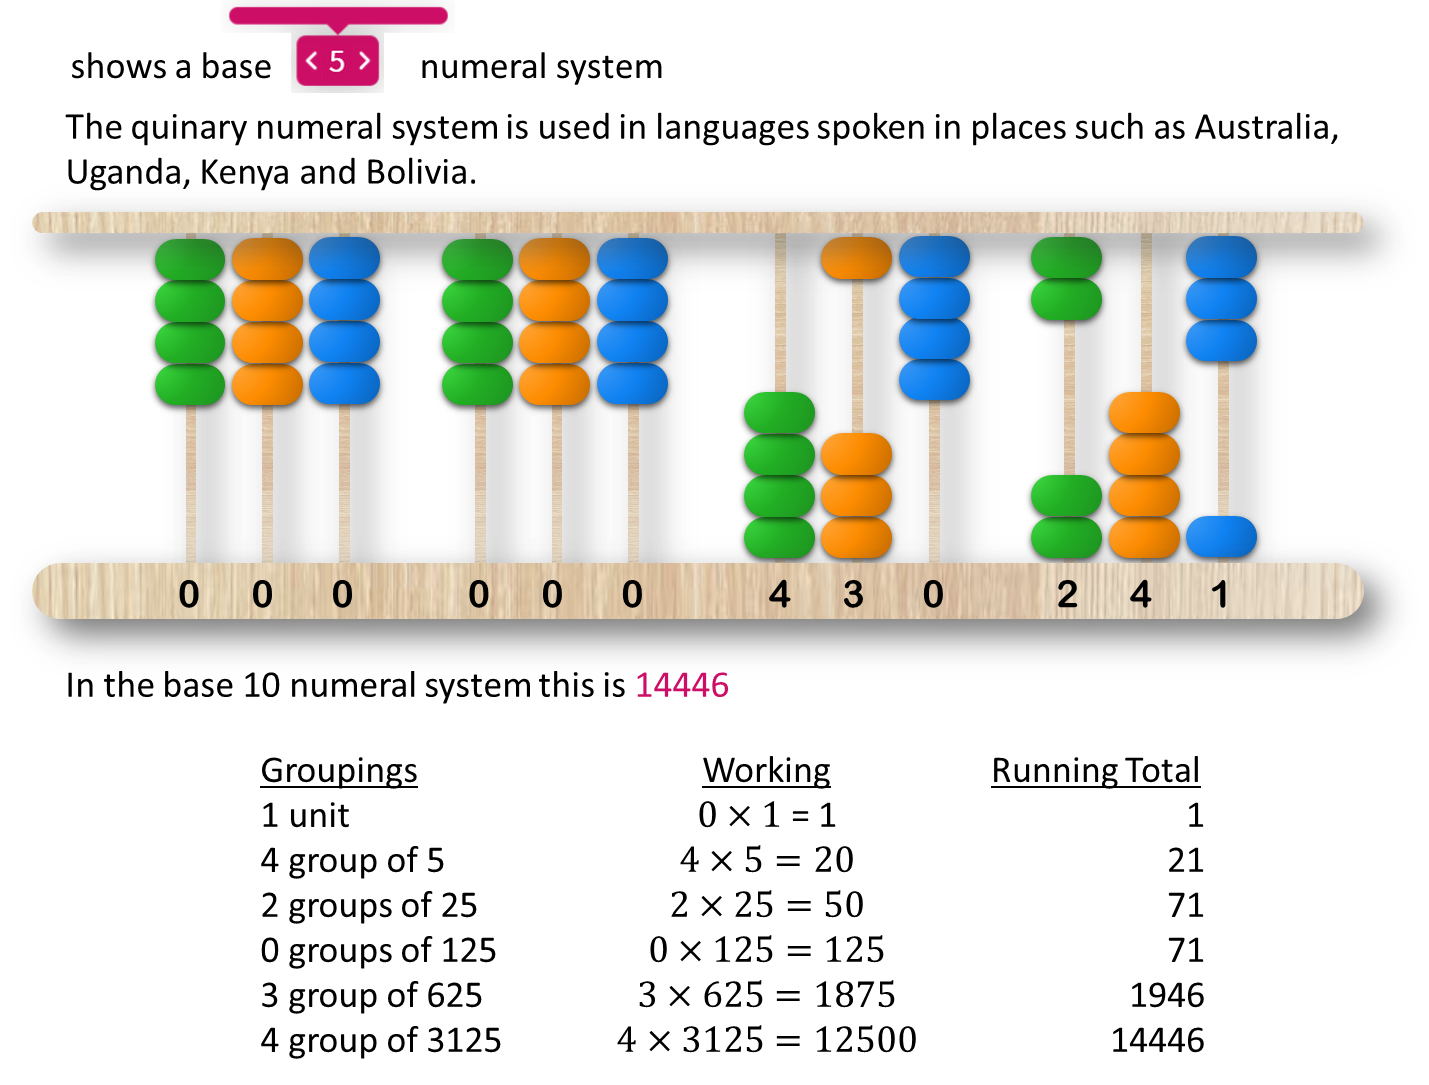 shows a base < 5 > numeral system
The quinary numeral system is used in languages spoken in places such as Australia,
Uganda, Kenya and Bolivia.
0 0 0 0 0 0 4 3 0 2 4 1
In the base 10 numeral system this is 14446
Groupings Working Running Total
1 unit 0 × 1 = 1 1
4 group of 5 4 × 5 = 20 21
2 groups of 25 2 × 25 = 50 71
0 groups of 125 0 × 125 = 125 71
3 group of 625 3 × 625 = 1875 1946
4 group of 3125 4 × 3125 = 12500 14446